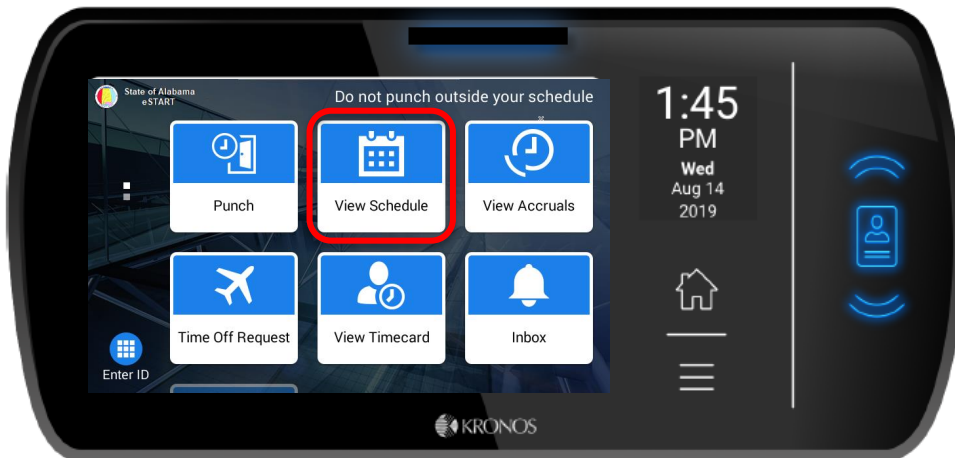 State of Alabama
eSTART
Do not punch outside your schedule
Punch
View Schedule
View Accruals
Time Off Request
View Timecard
Inbox
Enter ID
1:45
PM
Wed
Aug 14
2019
KRONOS